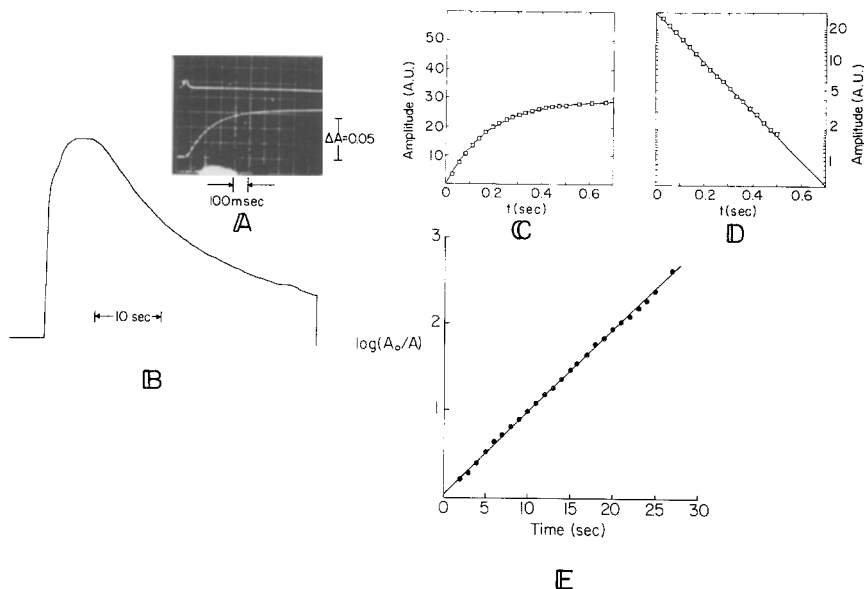 ΔA=0.05
100msec
A
10 sec
B
Amplitude (A.U.)
60
50
40
30
20
10
0 0.2 0.4 0.6
t(sec)
C
20
10
4
2
1
Amplitude (A.U.)
0 0.2 0.4 0.6
t(sec)
D
3
2
1
log(A₀/A)
0 5 10 15 20 25 30
Time (sec)
E